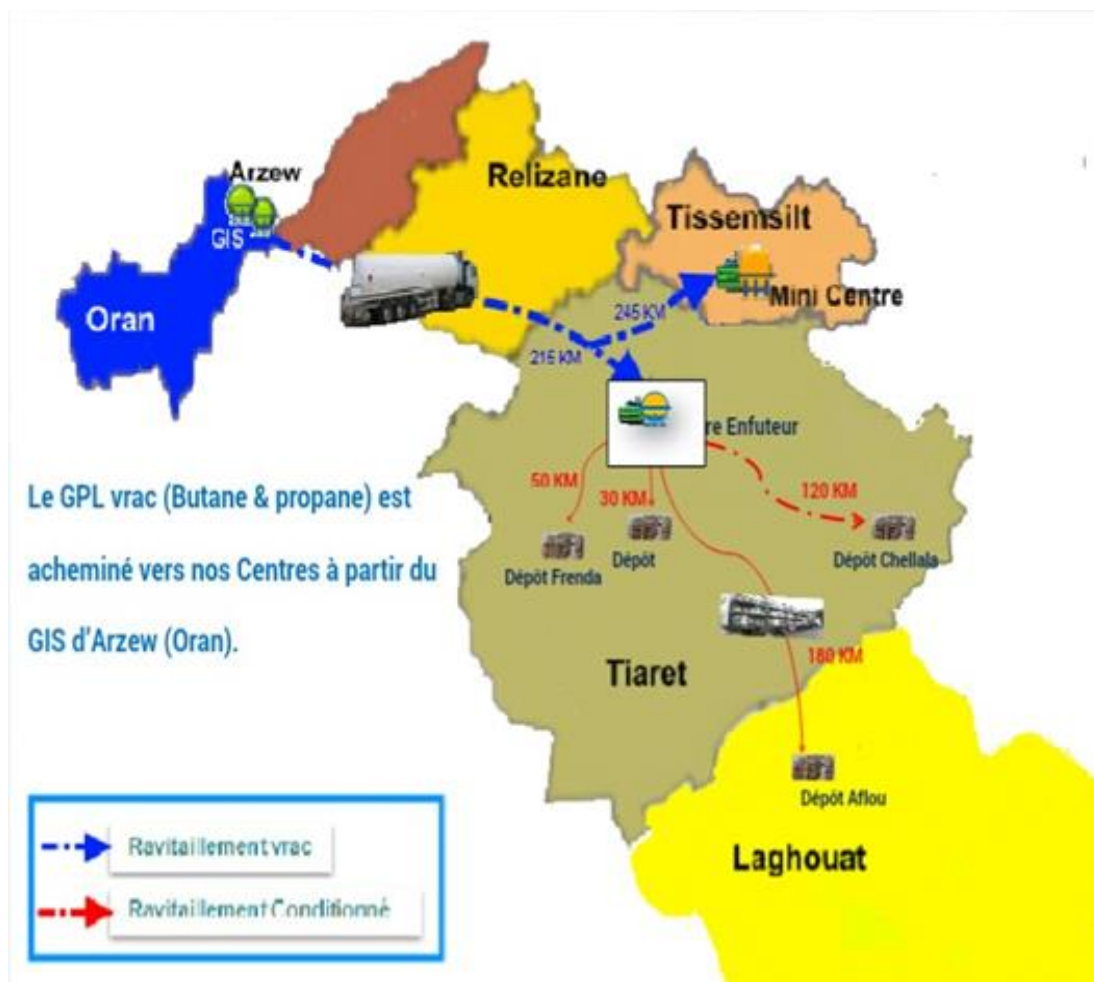 Arzew
GIS
Oran
Relizane
Tissemsilt
Mini Centre
245 KM
215 KM
re Enfuteur
50 KM
30 KM
120 KM
Dépôt Frenda
Dépôt
Dépôt Chellala
180 KM
Tiaret
Dépôt Aflou
Laghouat
Le GPL vrac (Butane & propane) est
acheminé vers nos Centres à partir du
GIS d'Arzew (Oran).
Ravitaillement vrac
Ravitaillement Conditionné